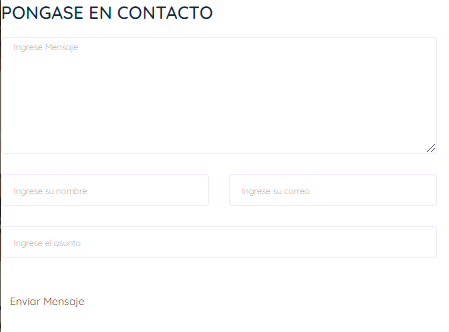 PONGASE EN CONTACTO
Ingrese Mensaje
Ingrese su nombre
Ingrese su correo
Ingrese el asunto
Enviar Mensaje